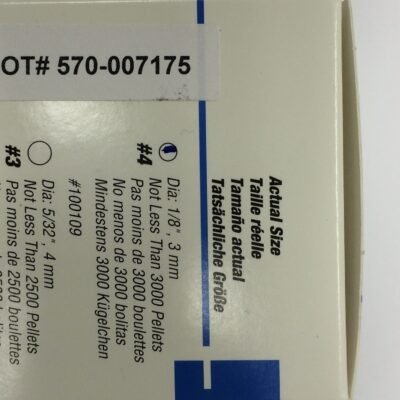 OT# 570-007175
Actual Size
Taille réelle
Tamaño actual
Tatsächliche Größe
#4
Dia: 1/8", 3 mm
Not Less Than 3000 Pellets
Pas moins de 3000 boulettes
No menos de 3000 bolitas
Mindestens 3000 Kügelchen
#100109
#3
Dia: 5/32", 4 mm
Not Less Than 2500 Pellets
Pas moins de 2500 boulettes